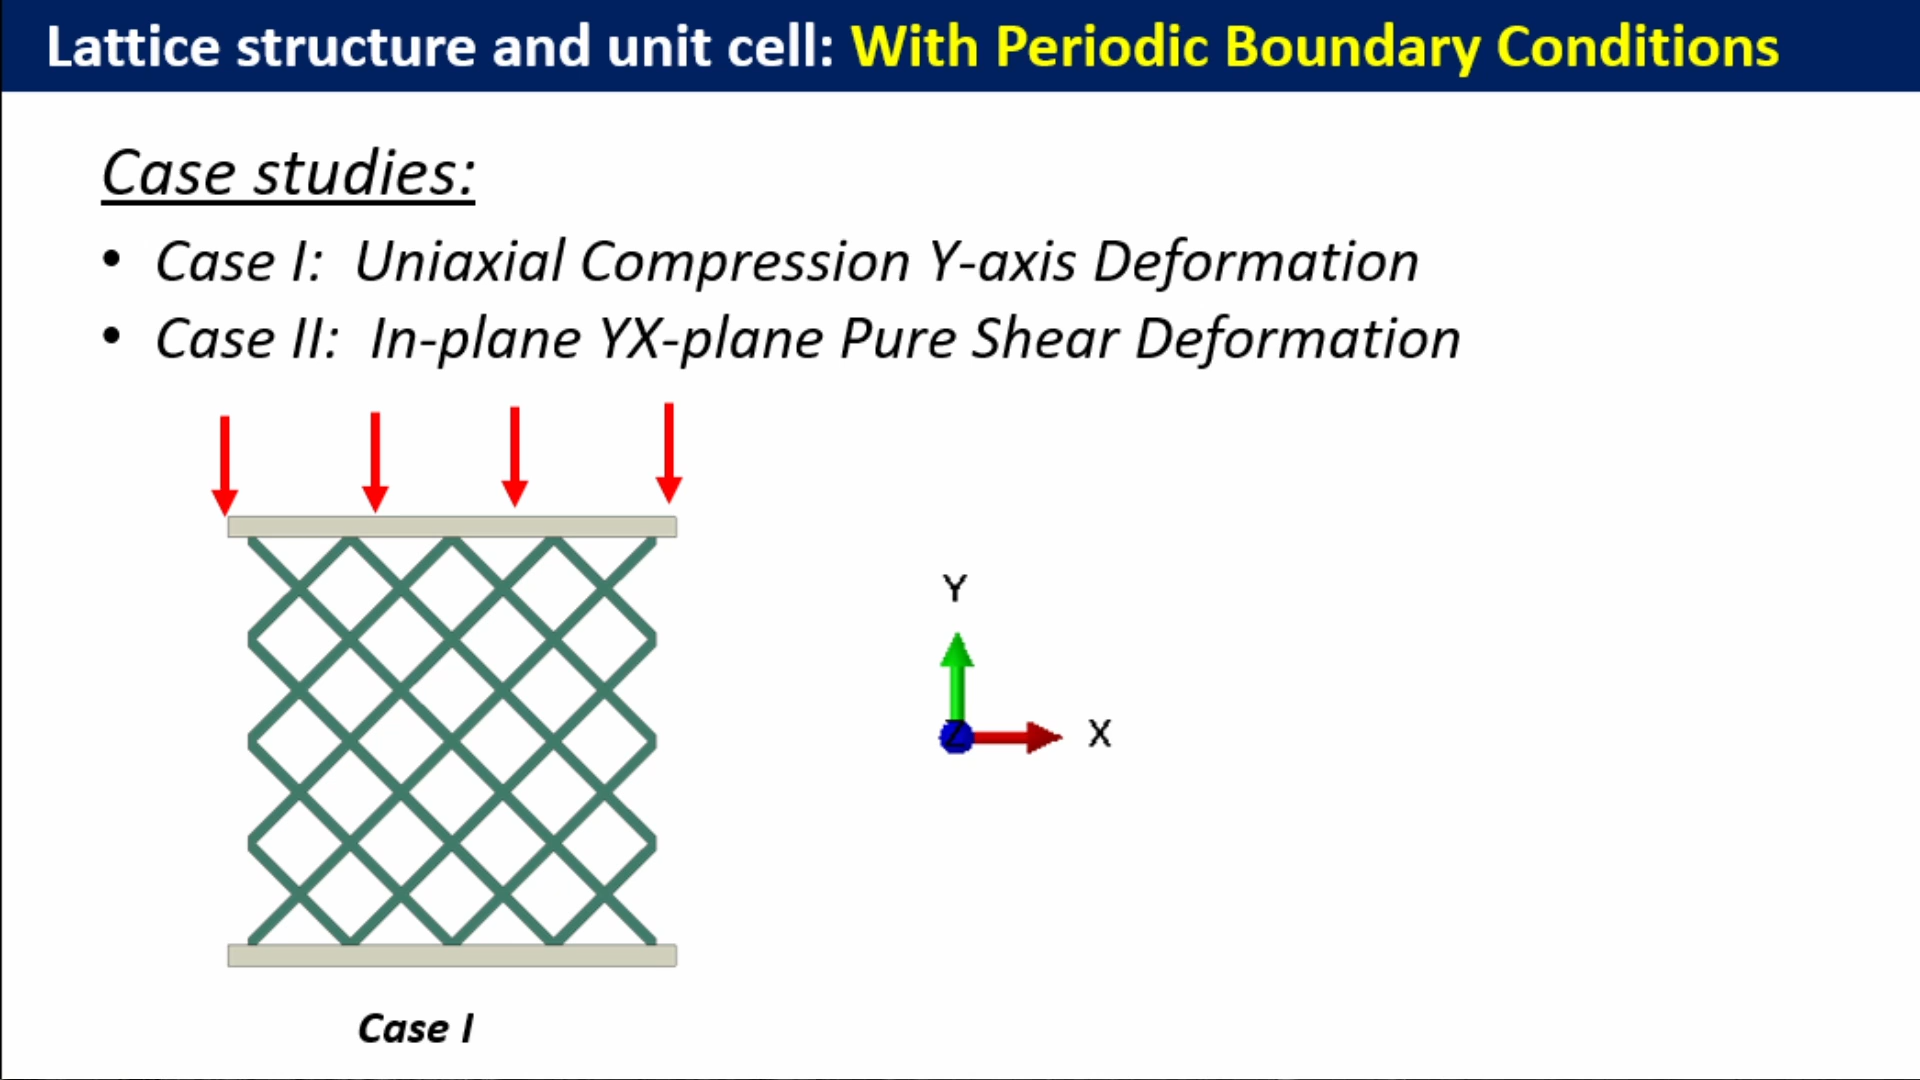 Lattice structure and unit cell: With Periodic Boundary Conditions
Case studies:
• Case I: Uniaxial Compression Y-axis Deformation
• Case II: In-plane YX-plane Pure Shear Deformation
Y
Z
X
Case I